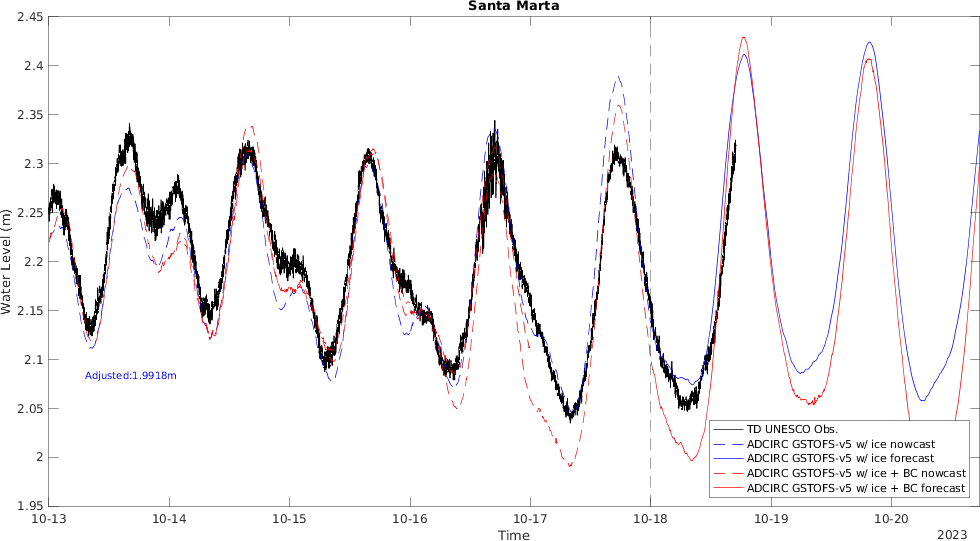 Santa Marta
2.45
2.4
2.35
2.3
2.25
2.2
2.15
2.1
2.05
2
1.95
Water Level (m)
Adjusted:1.9918m
TD UNESCO Obs.
ADCIRC GSTOFS-v5 w/ ice nowcast
ADCIRC GSTOFS-v5 w/ ice forecast
ADCIRC GSTOFS-v5 w/ ice + BC nowcast
ADCIRC GSTOFS-v5 w/ ice + BC forecast
10-13 10-14 10-15 10-16 10-17 10-18 10-19 10-20
Time
2023